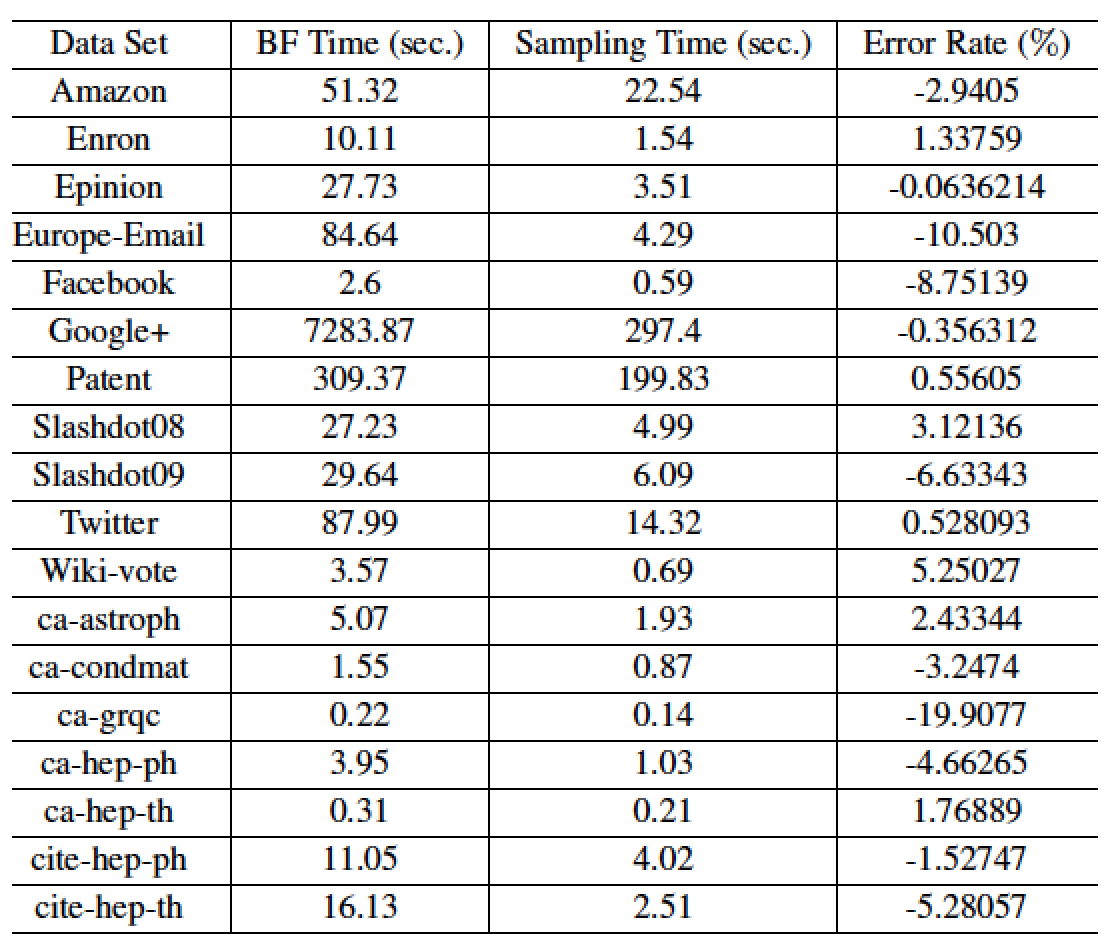 Data Set BF Time (sec.) Sampling Time (sec.) Error Rate (%)
Amazon 51.32 22.54 -2.9405
Enron 10.11 1.54 1.33759
Epinion 27.73 3.51 -0.0636214
Europe-Email 84.64 4.29 -10.503
Facebook 2.6 0.59 -8.75139
Google+ 7283.87 297.4 -0.356312
Patent 309.37 199.83 0.55605
Slashdot08 27.23 4.99 3.12136
Slashdot09 29.64 6.09 -6.63343
Twitter 87.99 14.32 0.528093
Wiki-vote 3.57 0.69 5.25027
ca-astroph 5.07 1.93 2.43344
ca-condmat 1.55 0.87 -3.2474
ca-grqc 0.22 0.14 -19.9077
ca-hep-ph 3.95 1.03 -4.66265
ca-hep-th 0.31 0.21 1.76889
cite-hep-ph 11.05 4.02 -1.52747
cite-hep-th 16.13 2.51 -5.28057